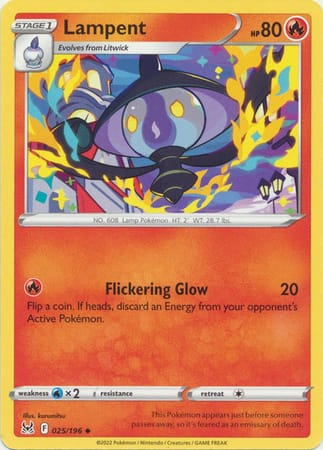 STAGE 1
Lampent
HP 80
Evolves from Litwick
NO. 608 Lamp Pokémon HT: 2' WT: 28.7 lbs.
Flickering Glow 20
Flip a coin. If heads, discard an Energy from your opponent's
Active Pokémon.
weakness ×2 resistance retreat
Illus. kurumitsu
F 025/196
This Pokémon appears just before someone
passes away, so it's feared as an emissary of death.
©2022 Pokémon / Nintendo / Creatures / GAME FREAK